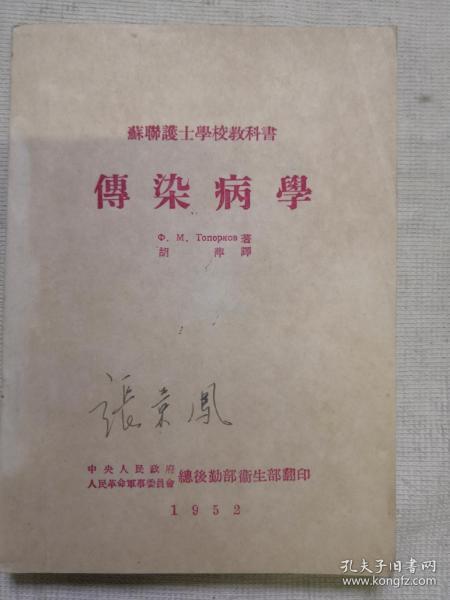 蘇聯護士學校教科書
傳染病學
Ф. М. Топорков 著
胡 譯
張景鳳
中央人民政府
人民革命軍事委員會 總後勤部衛生部翻印
1952
孔夫子旧书网
www.kongfz.com